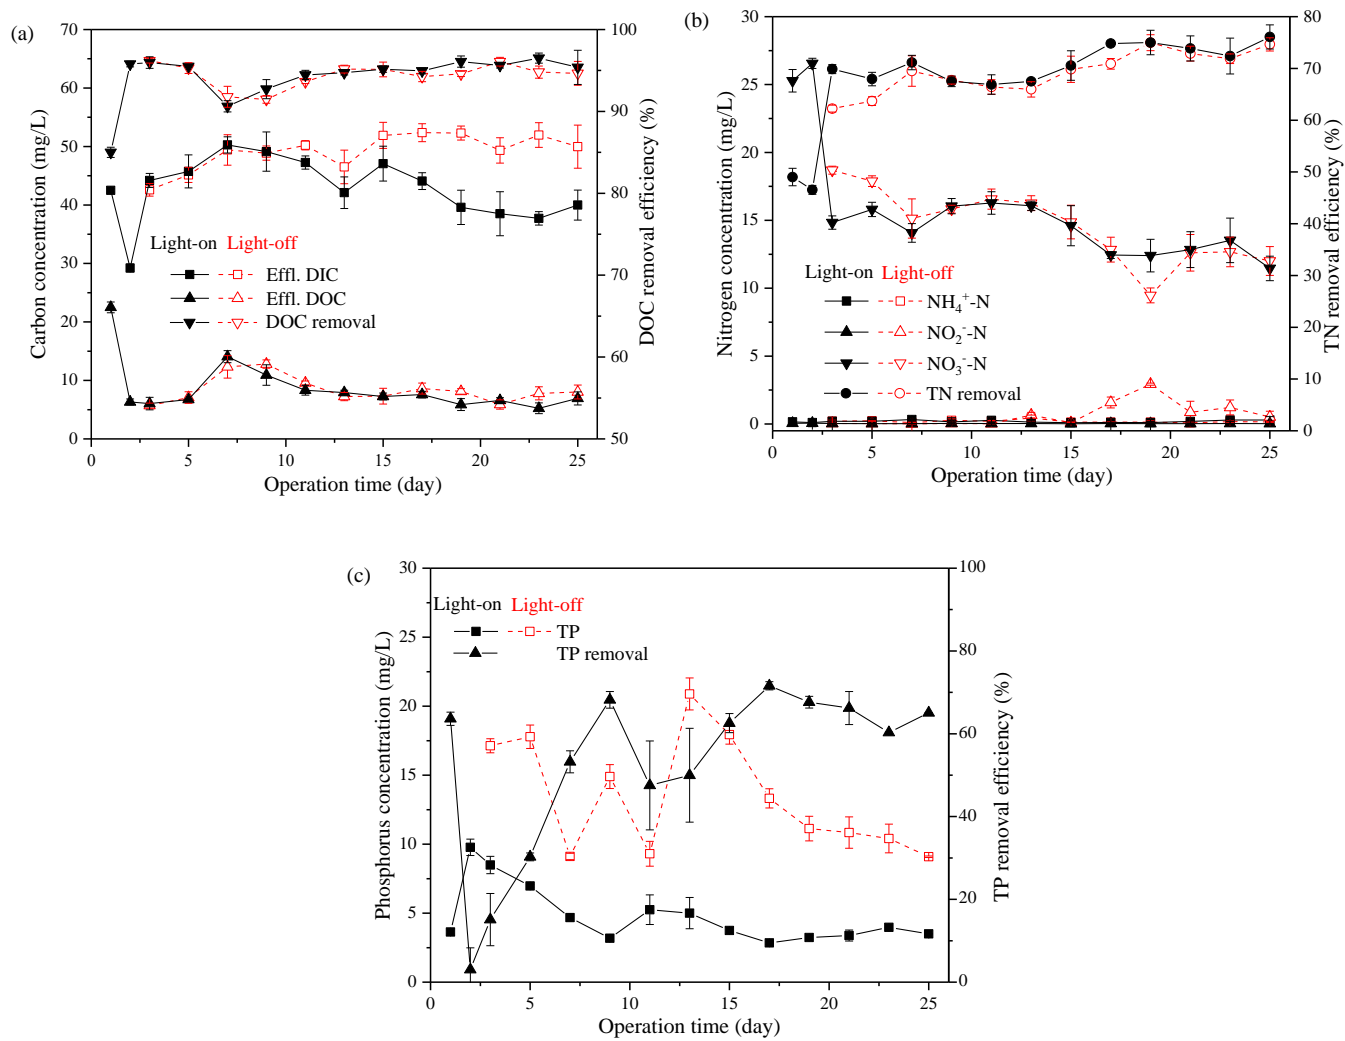 (a)
70
60
50
40
30
20
10
0
Carbon concentration (mg/L)
100
90
80
70
60
50
DOC removal efficiency (%)
Light-on Light-off
Effl. DIC
Effl. DOC
DOC removal
0 5 10 15 20 25
Operation time (day)
(b)
30
25
20
15
10
5
0
Nitrogen concentration (mg/L)
80
70
60
50
40
30
20
10
0
TN removal efficiency (%)
Light-on Light-off
NH₄⁺-N
NO₂⁻-N
NO₃⁻-N
TN removal
0 5 10 15 20 25
Operation time (day)
(c)
30
25
20
15
10
5
0
Phosphorus concentration (mg/L)
100
80
60
40
20
0
TP removal efficiency (%)
Light-on Light-off
TP
TP removal
0 5 10 15 20 25
Operation time (day)